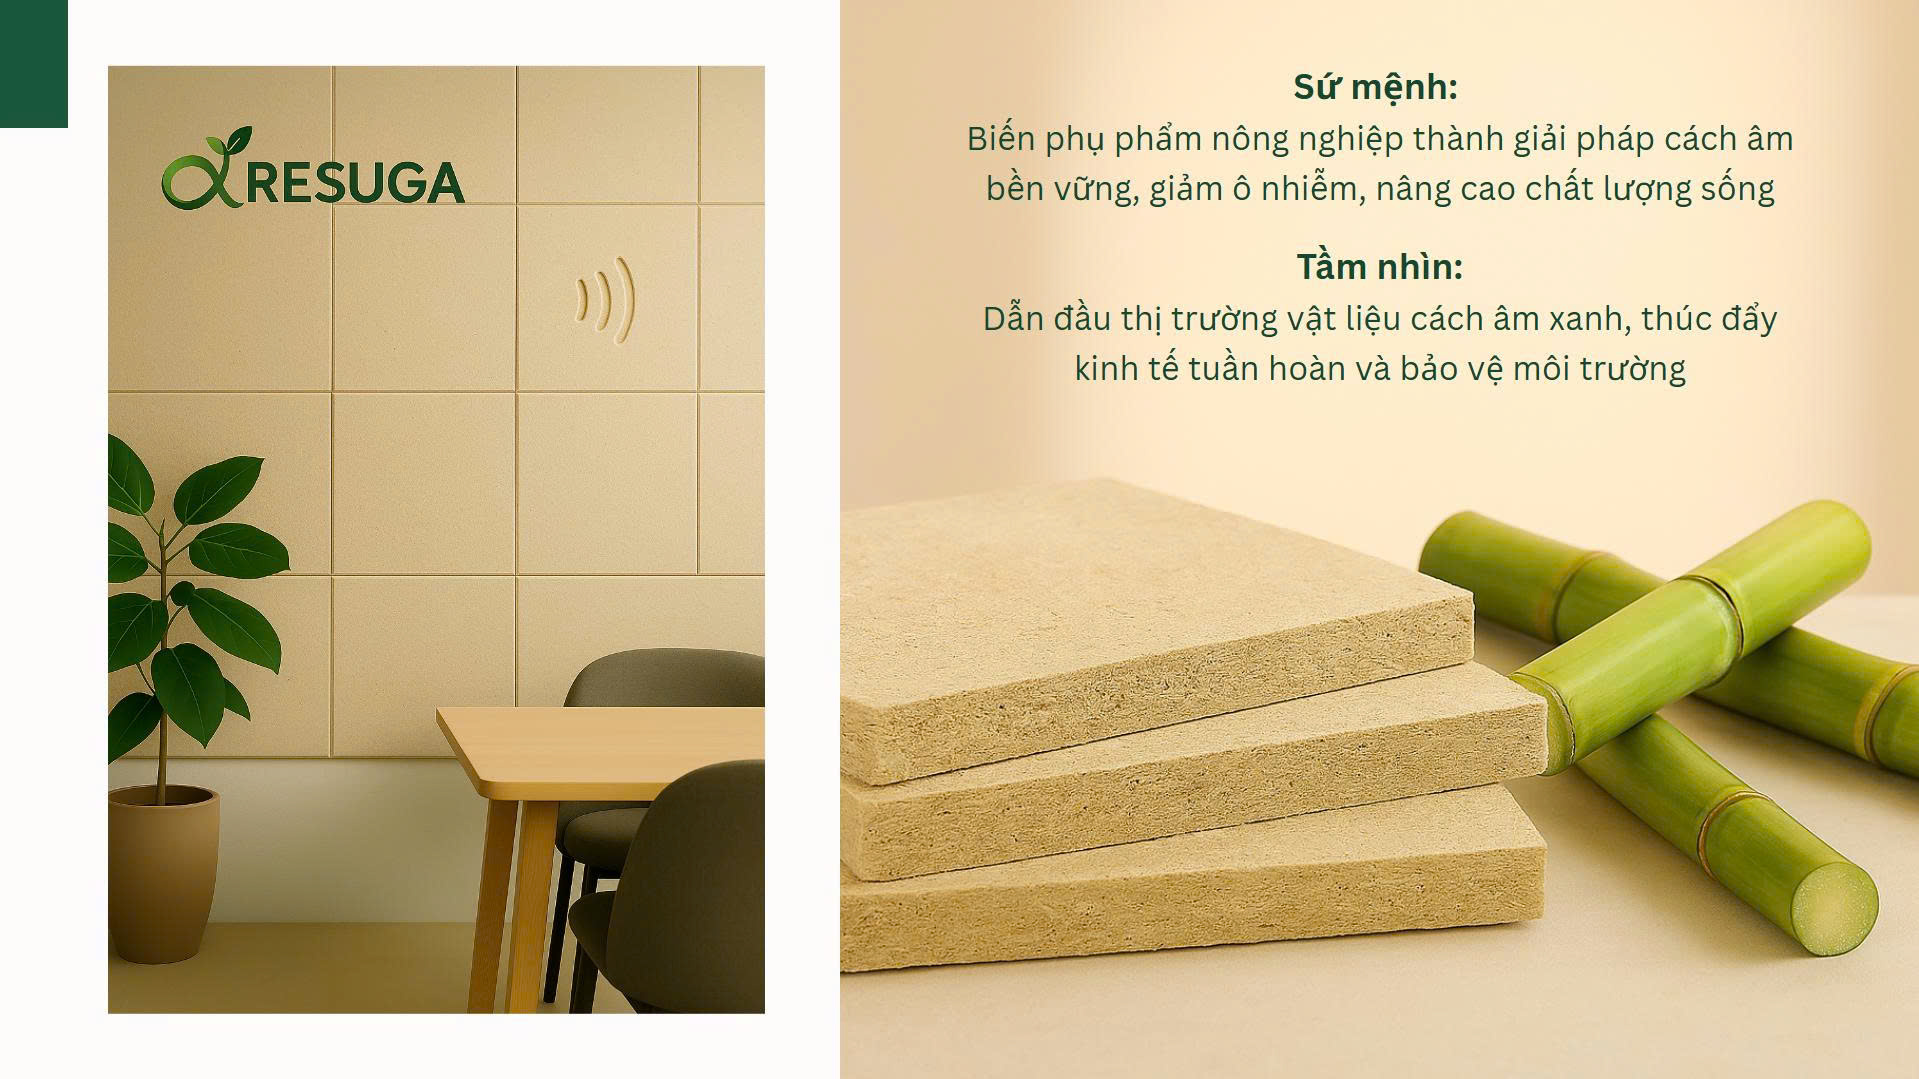 RESUGA
Sứ mệnh:
Biến phụ phẩm nông nghiệp thành giải pháp cách âm
bền vững, giảm ô nhiễm, nâng cao chất lượng sống
Tầm nhìn:
Dẫn đầu thị trường vật liệu cách âm xanh, thúc đẩy
kinh tế tuần hoàn và bảo vệ môi trường